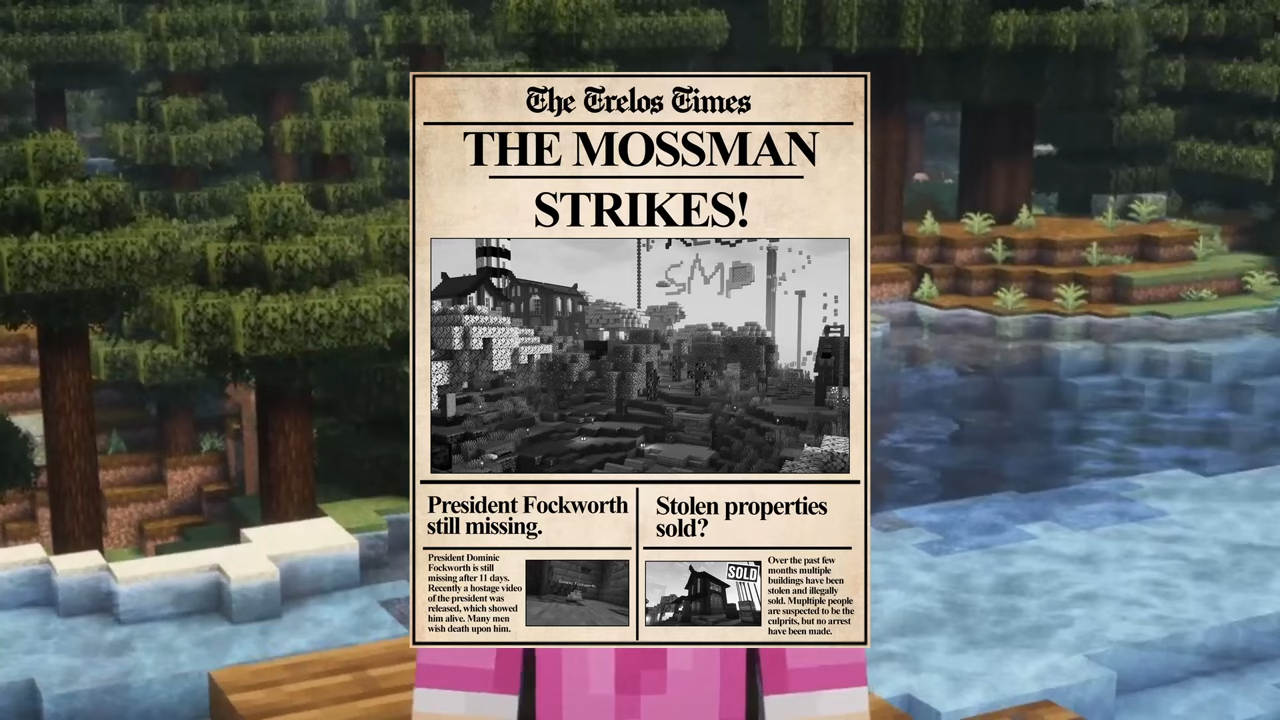 The Trelos Times
THE MOSSMAN
STRIKES!
SMP
President Fockworth
still missing.
President Dominic
Fockworth is still
missing after 11 days.
Recently a hostage video
of the president was
released, which showed
him alive. Many men
wish death upon him.
Dominic Fockworth
Stolen properties
sold?
SOLD
Over the past few
months multiple
buildings have been
stolen and illegally
sold. Mupltiple people
are suspected to be the
culprits, but no arrest
have been made.